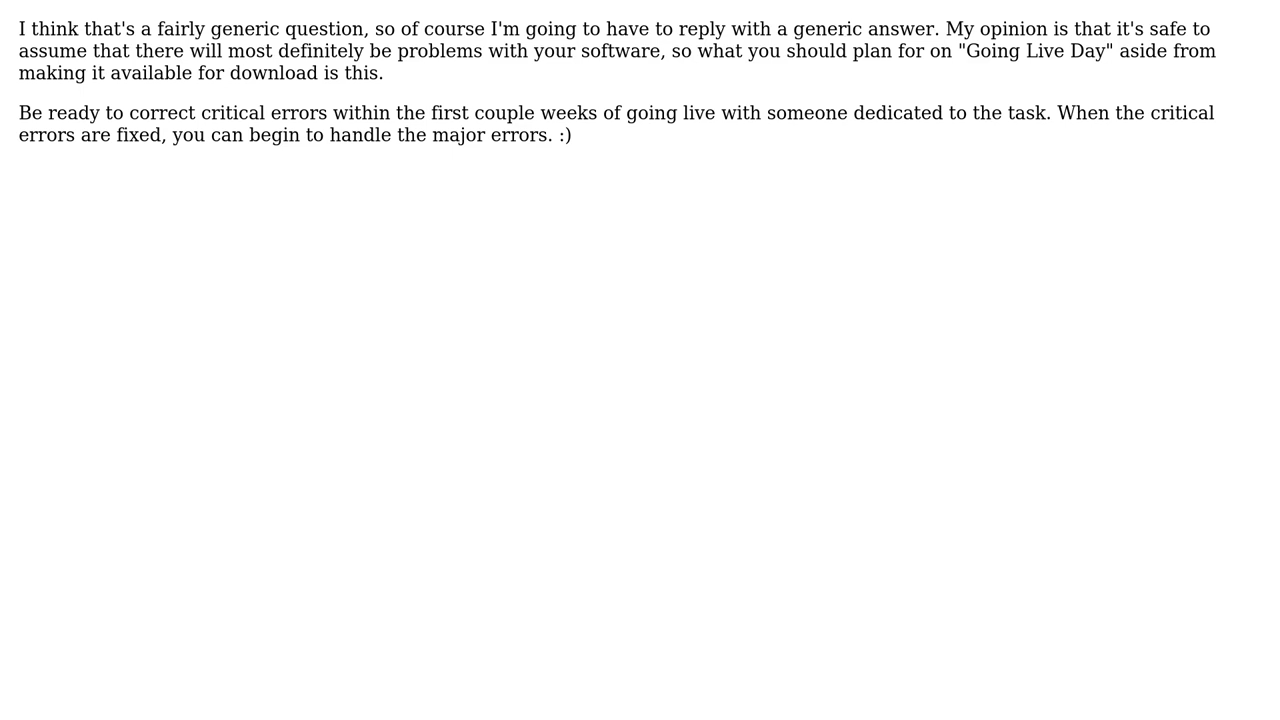 I think that's a fairly generic question, so of course I'm going to have to reply with a generic answer. My opinion is that it's safe to
assume that there will most definitely be problems with your software, so what you should plan for on "Going Live Day" aside from
making it available for download is this.
Be ready to correct critical errors within the first couple weeks of going live with someone dedicated to the task. When the critical
errors are fixed, you can begin to handle the major errors. :)